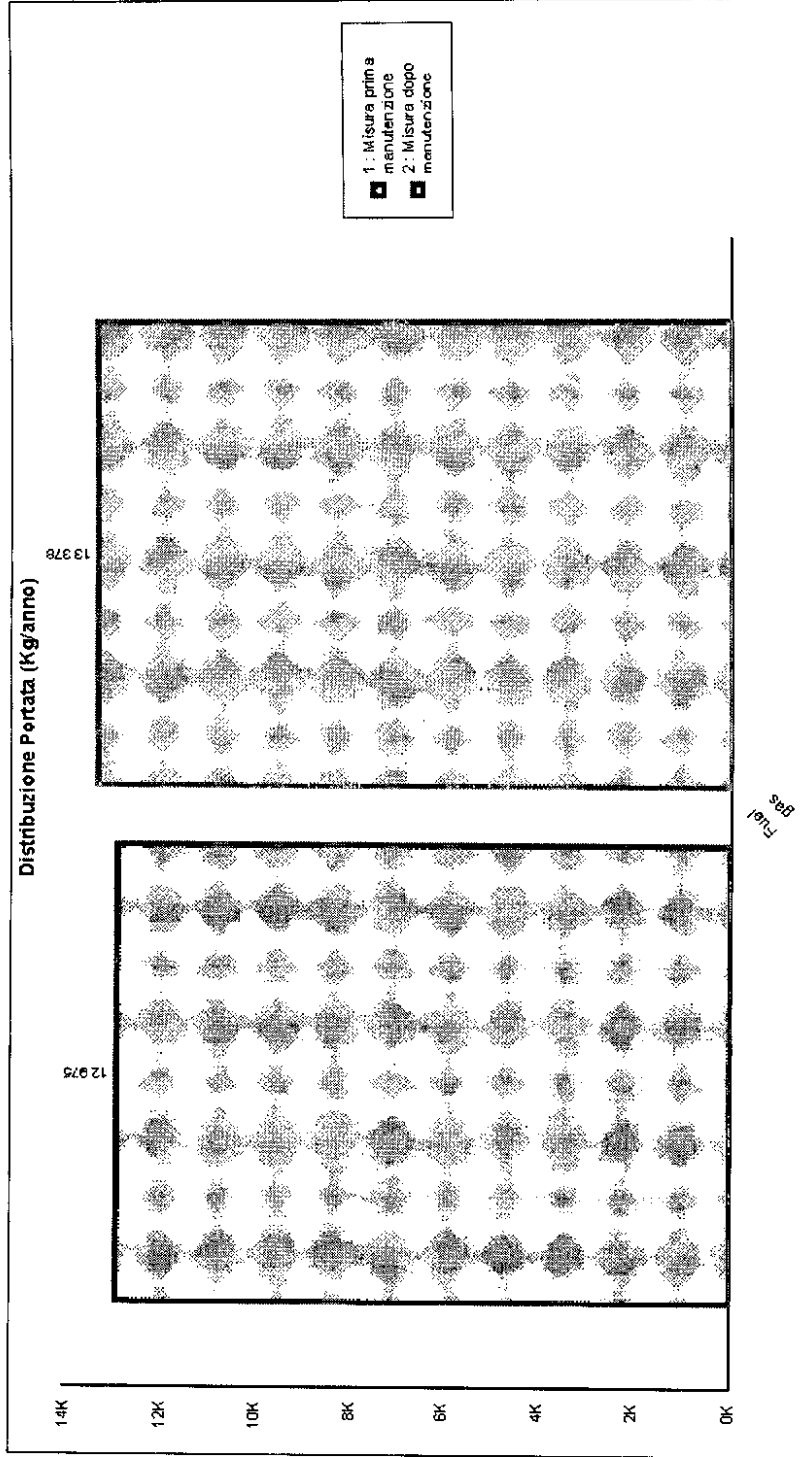 Distribuzione Portata (Kg/anno)
14K
12K
10K
8K
6K
4K
2K
0K
12975
13378
Fuel
gas
1 : Misura prima
manutenzione
2 : Misura dopo
manutenzione